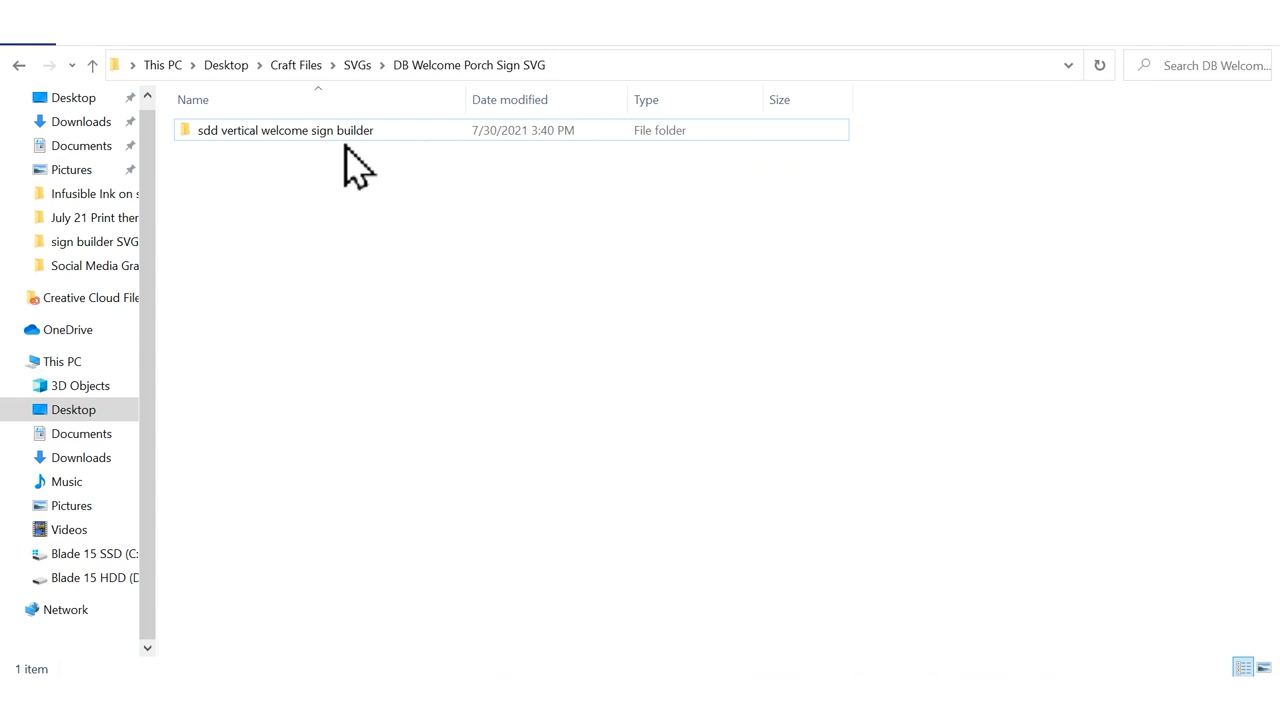 This PC > Desktop > Craft Files > SVGs > DB Welcome Porch Sign SVG
Search DB Welcom...
Name Date modified Type Size
sdd vertical welcome sign builder 7/30/2021 3:40 PM File folder
Desktop
Downloads
Documents
Pictures
Infusible Ink on s
July 21 Print ther
sign builder SVG
Social Media Gra
Creative Cloud File
OneDrive
This PC
3D Objects
Desktop
Documents
Downloads
Music
Pictures
Videos
Blade 15 SSD (C:
Blade 15 HDD (D
Network
1 item